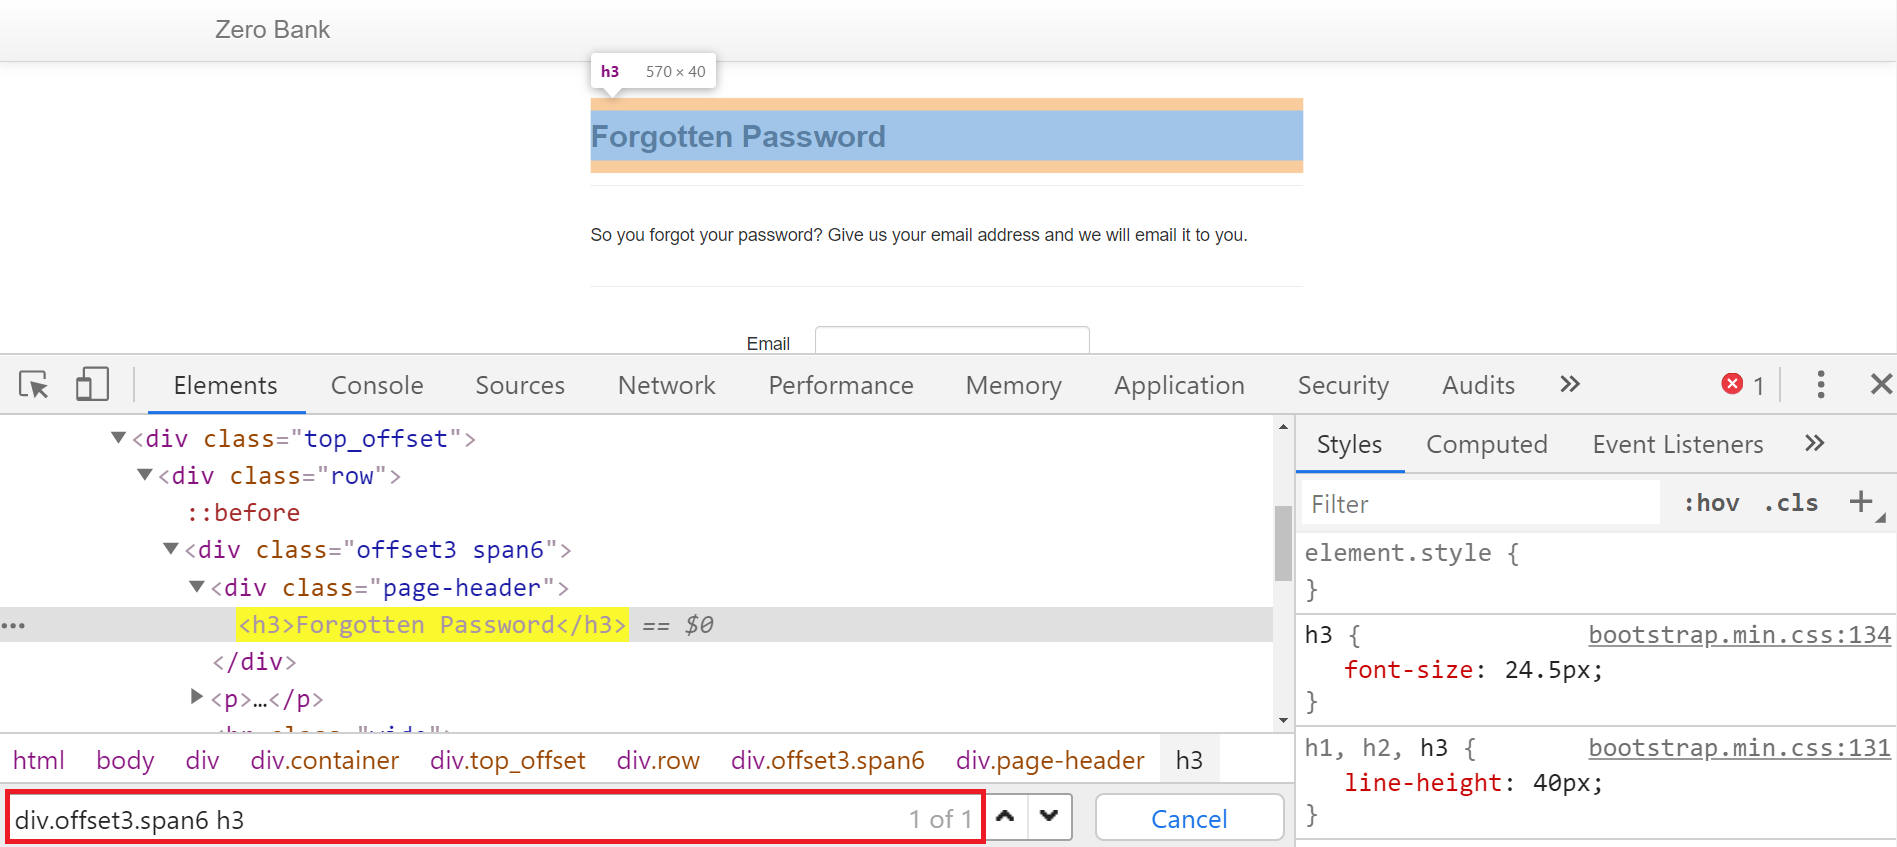 Zero Bank
h3 570 × 40
Forgotten Password
So you forgot your password? Give us your email address and we will email it to you.
Email
Elements Console Sources Network Performance Memory Application Security Audits » 1
<div class="top_offset">
<div class="row">
::before
<div class="offset3 span6">
<div class="page-header">
<h3>Forgotten Password</h3> == $0
</div>
<p>…</p>
html body div div.container div.top_offset div.row div.offset3.span6 div.page-header h3
div.offset3.span6 h3 1 of 1 Cancel
Styles Computed Event Listeners »
Filter :hov .cls +
element.style {
}
h3 { bootstrap.min.css:134
font-size: 24.5px;
}
h1, h2, h3 { bootstrap.min.css:131
line-height: 40px;
}